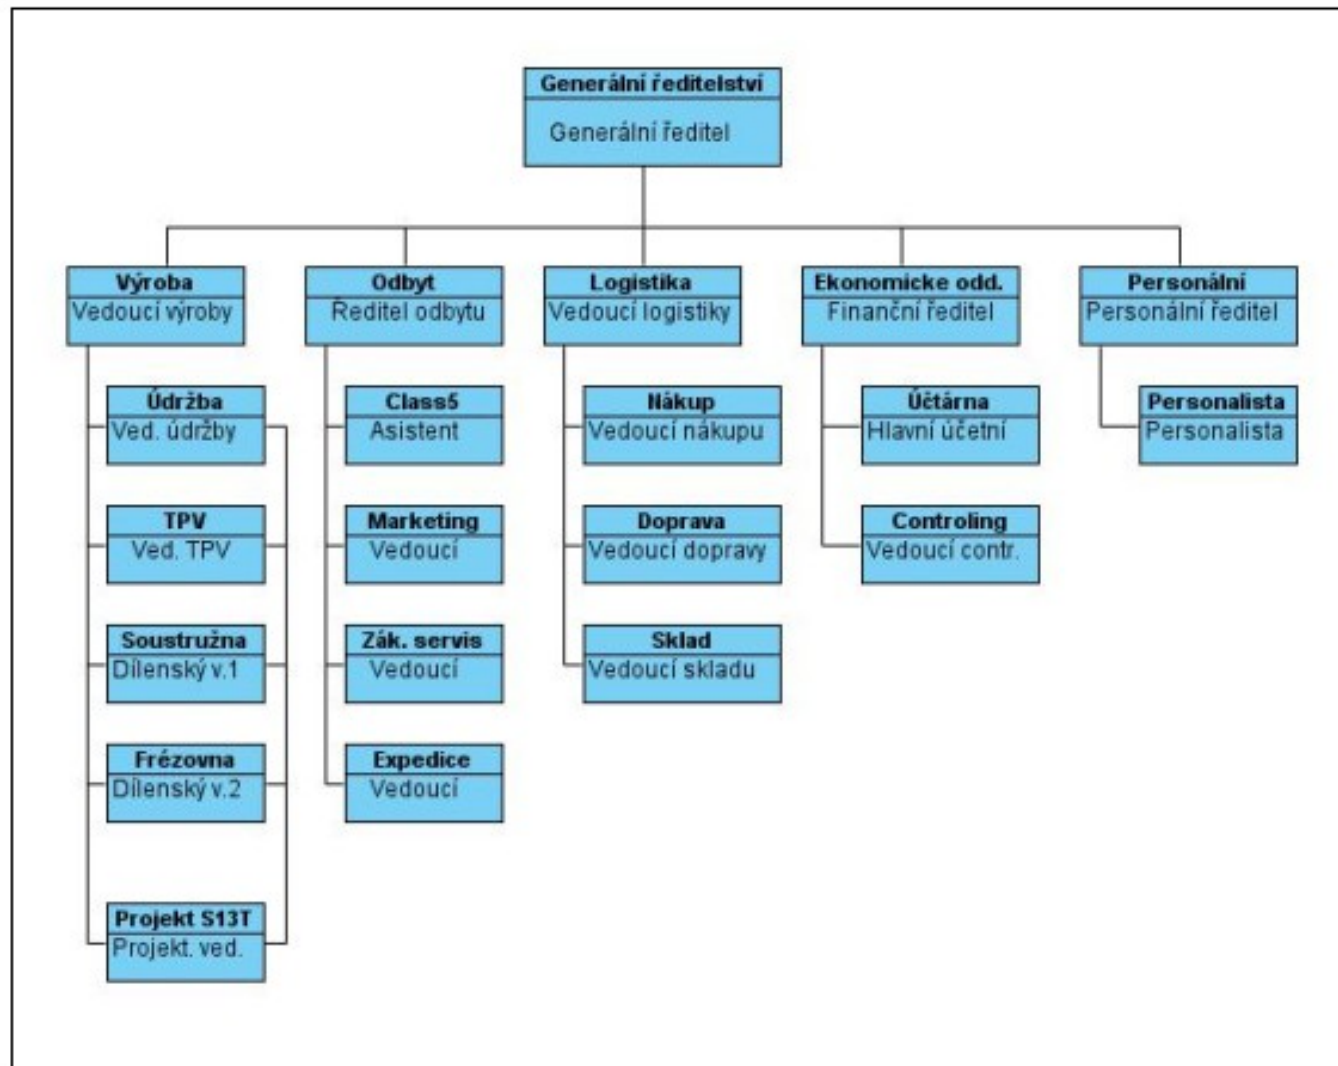 Generální ředitelství
Generální ředitel
Výroba
Vedoucí výroby
Odbyt
Ředitel odbytu
Logistika
Vedoucí logistiky
Ekonomicke odd.
Finanční ředitel
Personální
Personální ředitel
Údržba
Ved. údržby
TPV
Ved. TPV
Soustružna
Dílenský v.1
Frézovna
Dílenský v.2
Projekt S13T
Projekt. ved.
Class5
Asistent
Marketing
Vedoucí
Zák. servis
Vedoucí
Expedice
Vedoucí
Nákup
Vedoucí nákupu
Doprava
Vedoucí dopravy
Sklad
Vedoucí skladu
Účtárna
Hlavní účetní
Controling
Vedoucí contr.
Personalista
Personalista